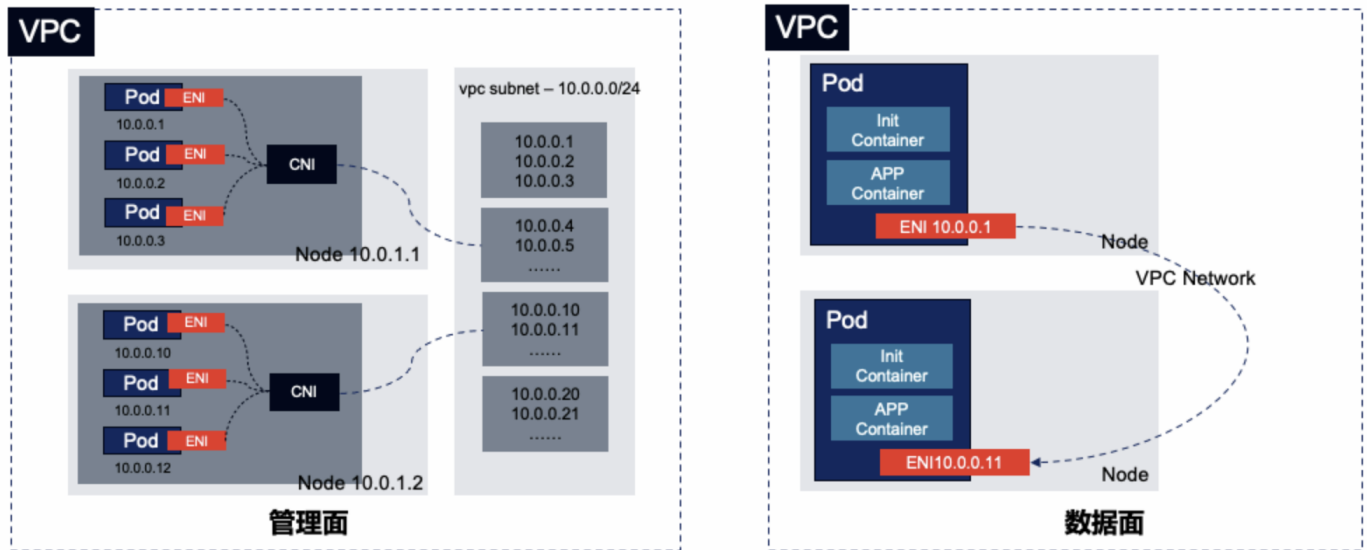 VPC
Pod ENI
10.0.0.1
Pod ENI
10.0.0.2
Pod ENI
10.0.0.3
CNI
Node 10.0.1.1
Pod ENI
10.0.0.10
Pod ENI
10.0.0.11
Pod ENI
10.0.0.12
CNI
Node 10.0.1.2
vpc subnet – 10.0.0.0/24
10.0.0.1
10.0.0.2
10.0.0.3
10.0.0.4
10.0.0.5
......
10.0.0.10
10.0.0.11
......
10.0.0.20
10.0.0.21
......
管理面
VPC
Pod
Init
Container
APP
Container
ENI 10.0.0.1
Node
VPC Network
Pod
Init
Container
APP
Container
ENI10.0.0.11
Node
数据面